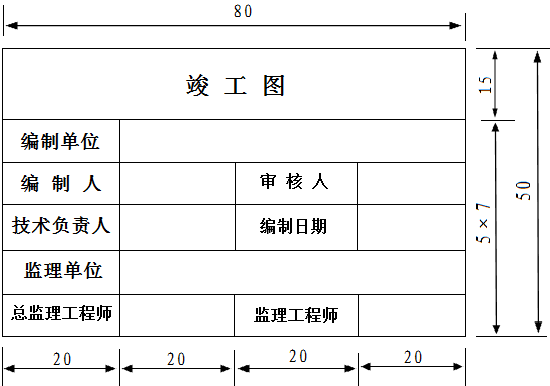 80
竣 工 图
15
编制单位
编 制 人 审 核 人
50
5×7
技术负责人 编制日期
监理单位
总监理工程师 监理工程师
20 20 20 20